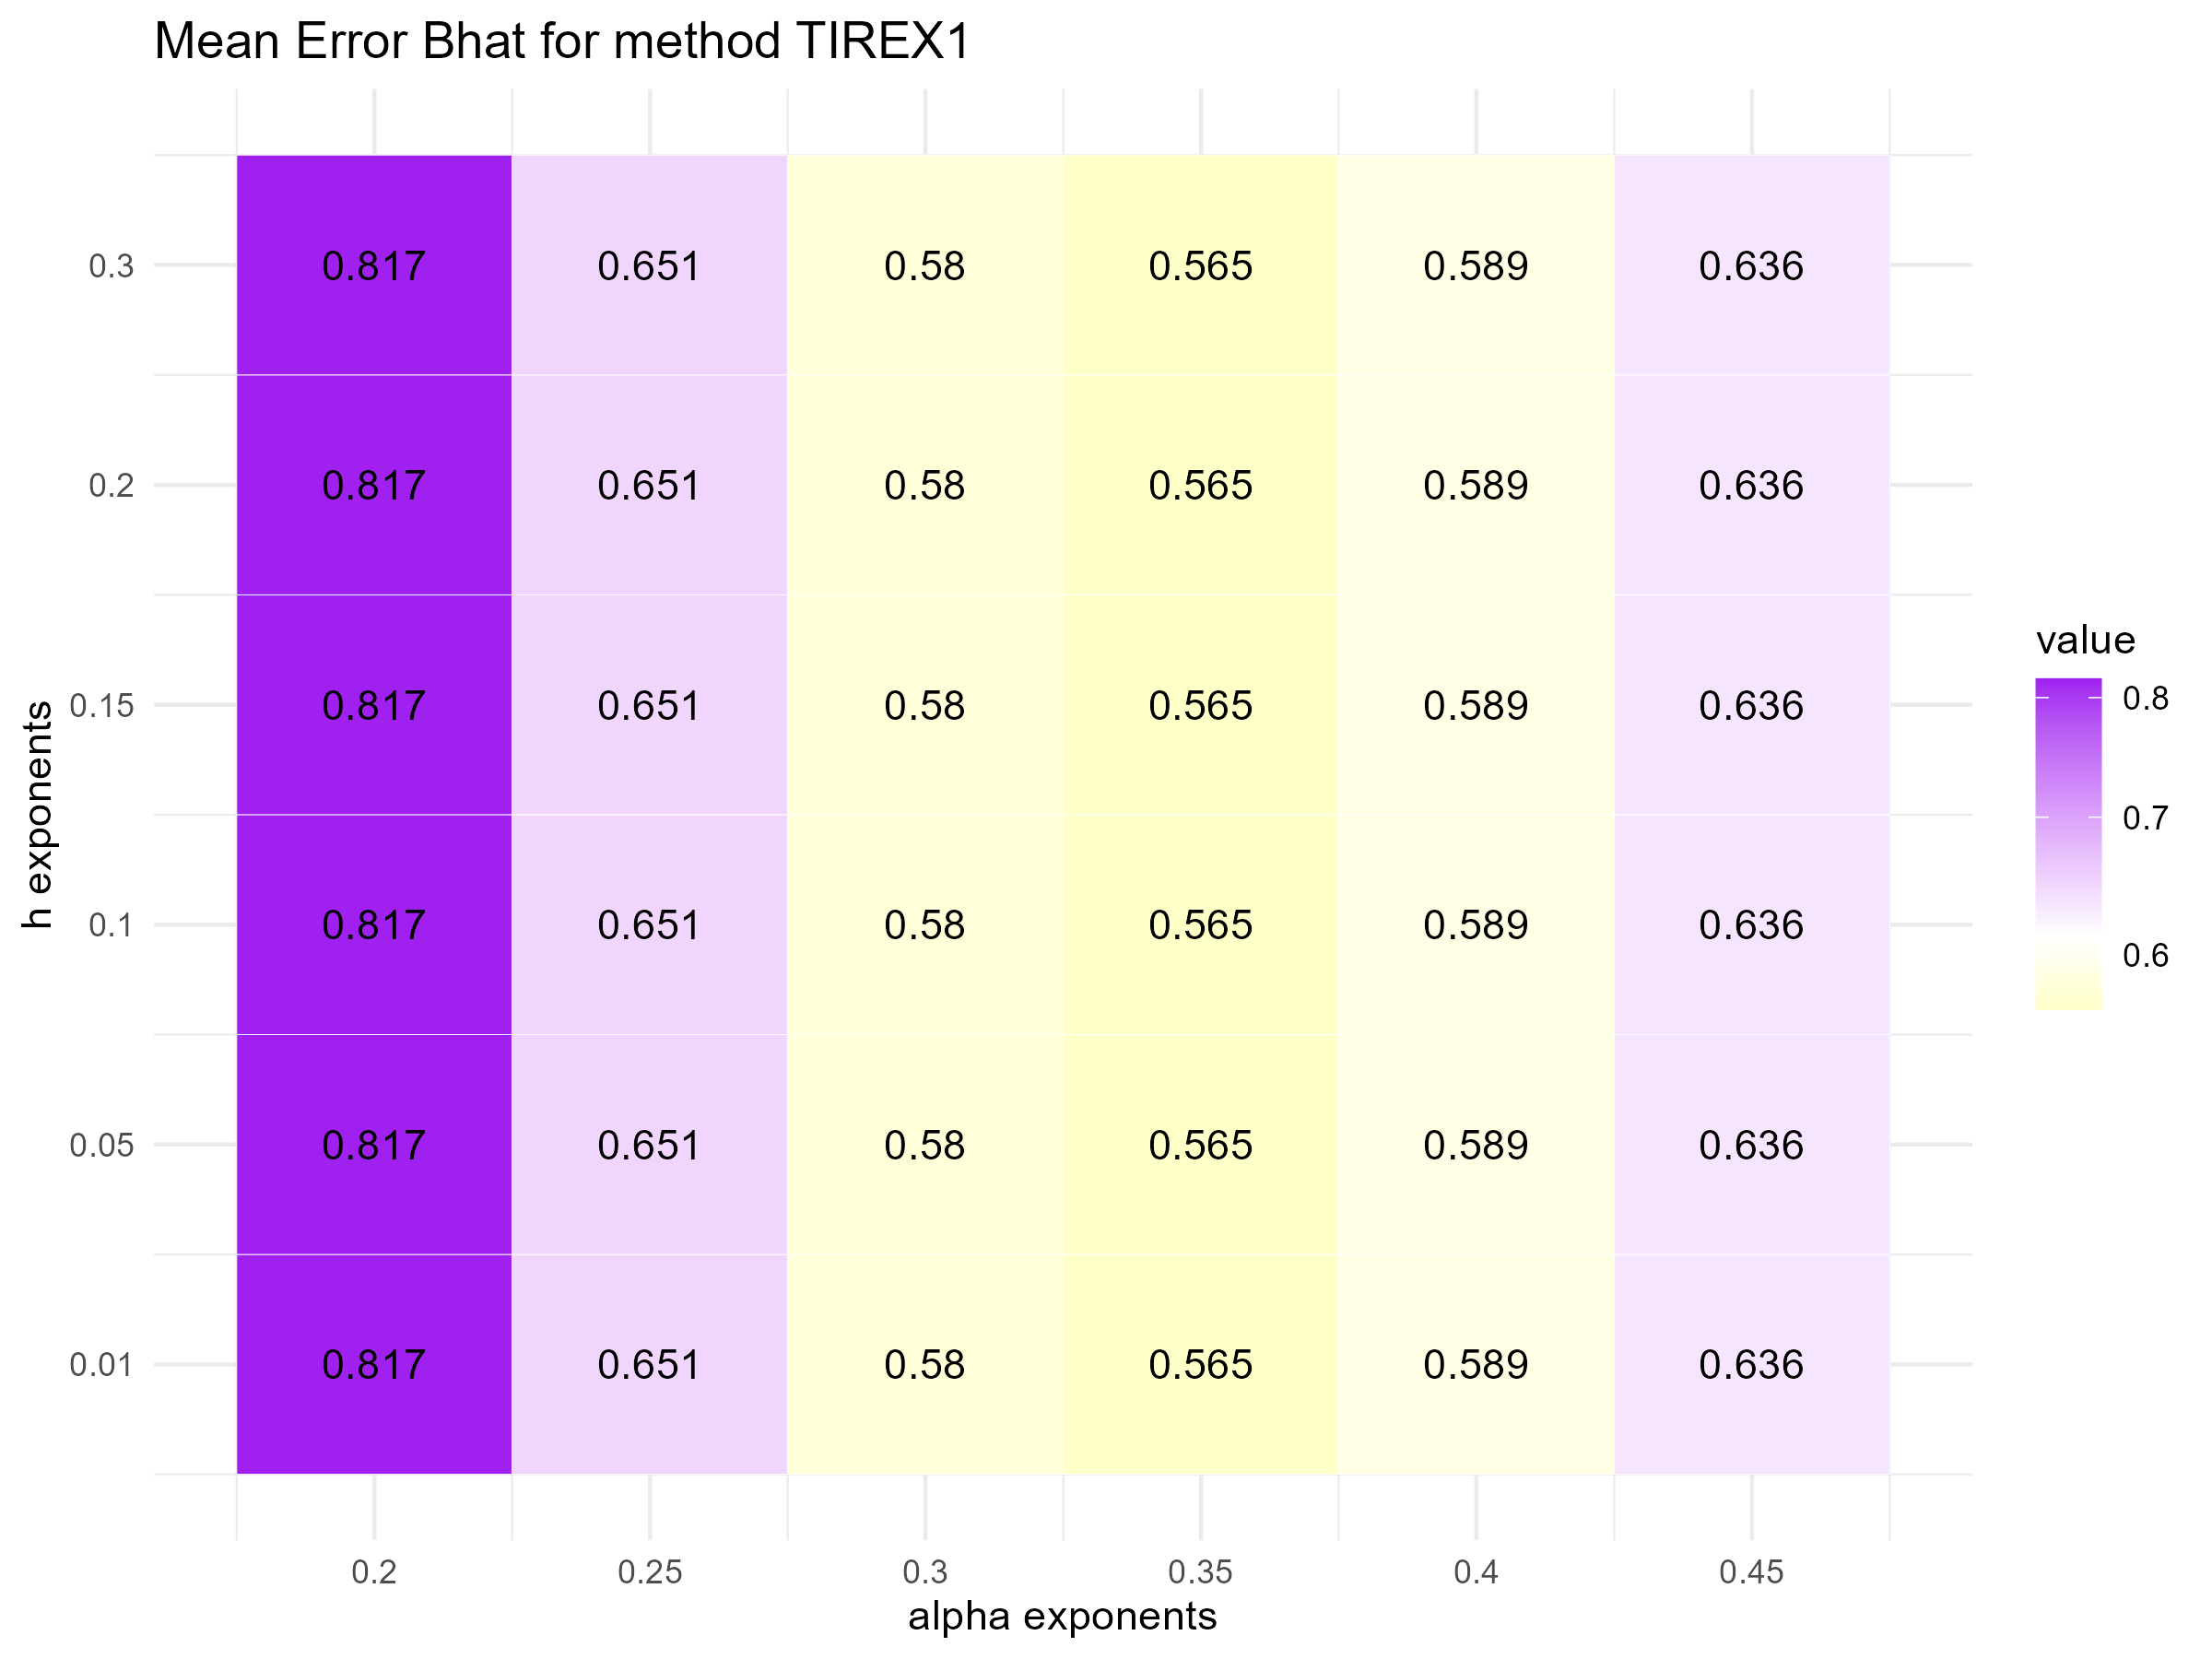 Mean Error Bhat for method TIREX1
0.3 0.817 0.651 0.58 0.565 0.589 0.636
0.2 0.817 0.651 0.58 0.565 0.589 0.636
0.15 0.817 0.651 0.58 0.565 0.589 0.636
0.1 0.817 0.651 0.58 0.565 0.589 0.636
0.05 0.817 0.651 0.58 0.565 0.589 0.636
0.01 0.817 0.651 0.58 0.565 0.589 0.636
h exponents
0.2 0.25 0.3 0.35 0.4 0.45
alpha exponents
value
0.8
0.7
0.6